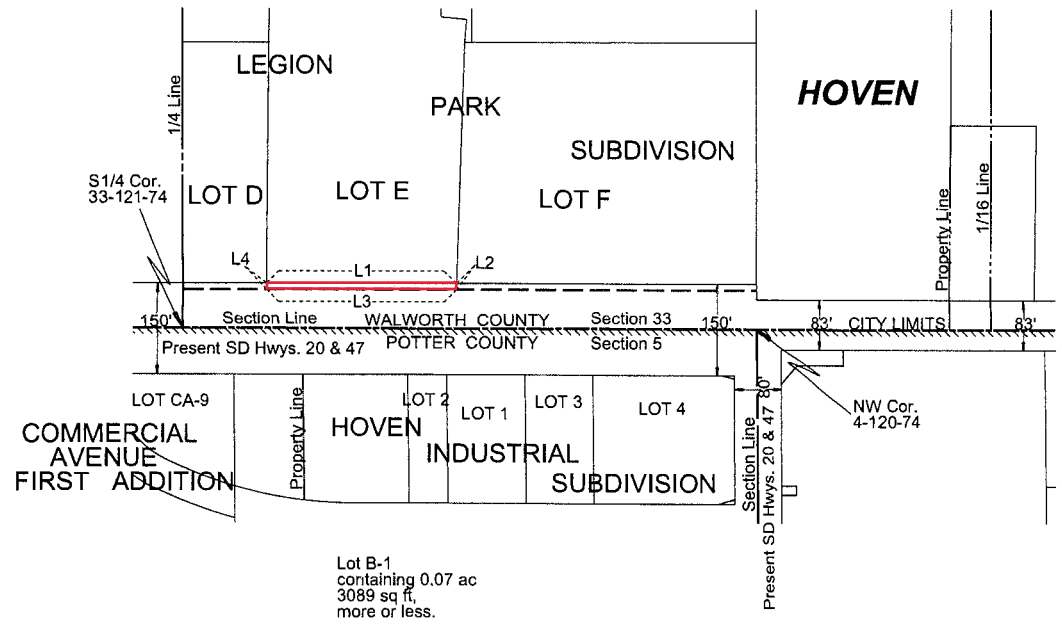 LEGION
PARK
SUBDIVISION
HOVEN
1/4 Line
S1/4 Cor.
33-121-74
LOT D
LOT E
LOT F
Property Line
1/16 Line
L4
L1
L2
L3
150'
Section Line
WALWORTH COUNTY
Section 33
150'
83'
CITY LIMITS
83'
Present SD Hwys. 20 & 47
POTTER COUNTY
Section 5
LOT CA-9
COMMERCIAL
AVENUE
FIRST ADDITION
Property Line
HOVEN
LOT 2
LOT 1
LOT 3
LOT 4
INDUSTRIAL
SUBDIVISION
80'
Section Line
Present SD Hwys. 20 & 47
NW Cor.
4-120-74
Lot B-1
containing 0.07 ac
3089 sq ft,
more or less.